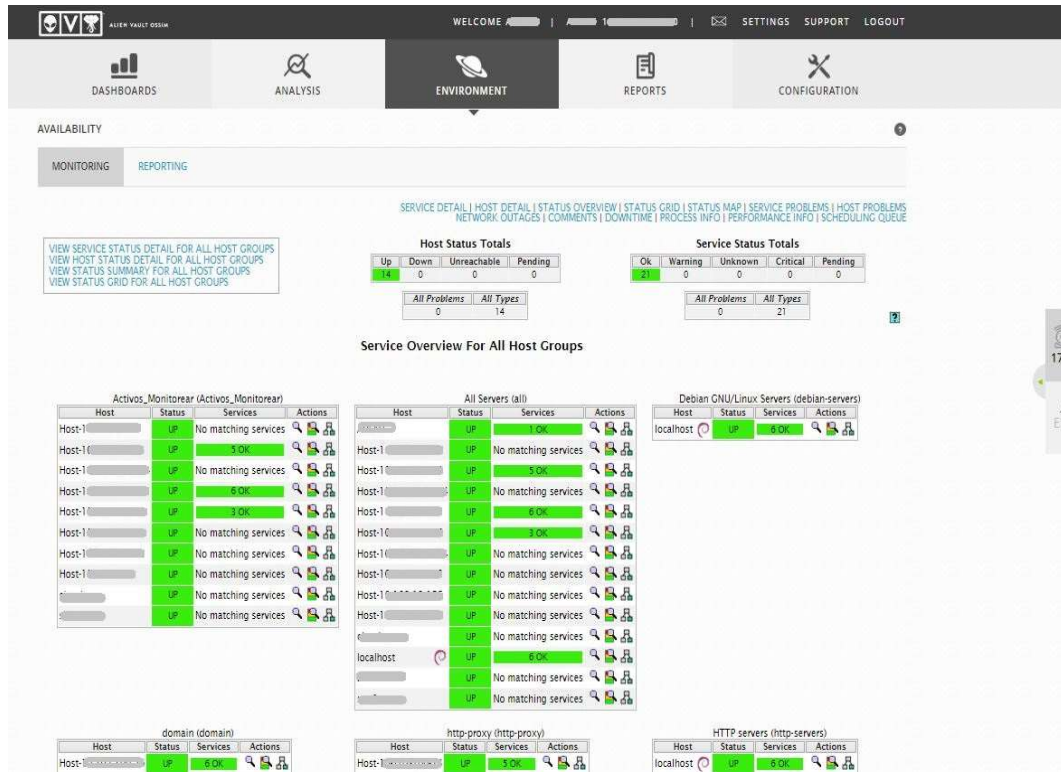 ALIEN VAULT OSSIM
WELCOME | | SETTINGS SUPPORT LOGOUT
DASHBOARDS ANALYSIS ENVIRONMENT REPORTS CONFIGURATION
AVAILABILITY
MONITORING REPORTING
SERVICE DETAIL | HOST DETAIL | STATUS OVERVIEW | STATUS GRID | STATUS MAP | SERVICE PROBLEMS | HOST PROBLEMS
NETWORK OUTAGES | COMMENTS | DOWNTIME | PROCESS INFO | PERFORMANCE INFO | SCHEDULING QUEUE
VIEW SERVICE STATUS DETAIL FOR ALL HOST GROUPS
VIEW HOST STATUS DETAIL FOR ALL HOST GROUPS
VIEW STATUS SUMMARY FOR ALL HOST GROUPS
VIEW STATUS GRID FOR ALL HOST GROUPS
Host Status Totals
Up Down Unreachable Pending
14 0 0 0
All Problems All Types
0 14
Service Status Totals
Ok Warning Unknown Critical Pending
21 0 0 0 0
All Problems All Types
0 21
17
Service Overview For All Host Groups
Activos_Monitorear (Activos_Monitorear)
Host Status Services Actions
Host-1 UP No matching services
Host-1 UP 5 OK
Host-1 UP No matching services
Host-1 UP 6 OK
Host-1 UP 3 OK
Host-1 UP No matching services
Host-1 UP No matching services
Host-1 UP No matching services
UP No matching services
UP No matching services
All Servers (all)
Host Status Services Actions
UP 1 OK
Host-1 UP No matching services
Host-1 UP 5 OK
Host-1 UP No matching services
Host-1 UP 6 OK
Host-10 UP 3 OK
Host-1 UP No matching services
Host-1 UP No matching services
Host-1 UP No matching services
Host-1 UP No matching services
UP No matching services
localhost UP 6 OK
UP No matching services
UP No matching services
Debian GNU/Linux Servers (debian-servers)
Host Status Services Actions
localhost UP 6 OK
domain (domain)
Host Status Services Actions
Host- UP 6 OK
http-proxy (http-proxy)
Host Status Services Actions
Host- UP 5 OK
HTTP servers (http-servers)
Host Status Services Actions
localhost UP 6 OK